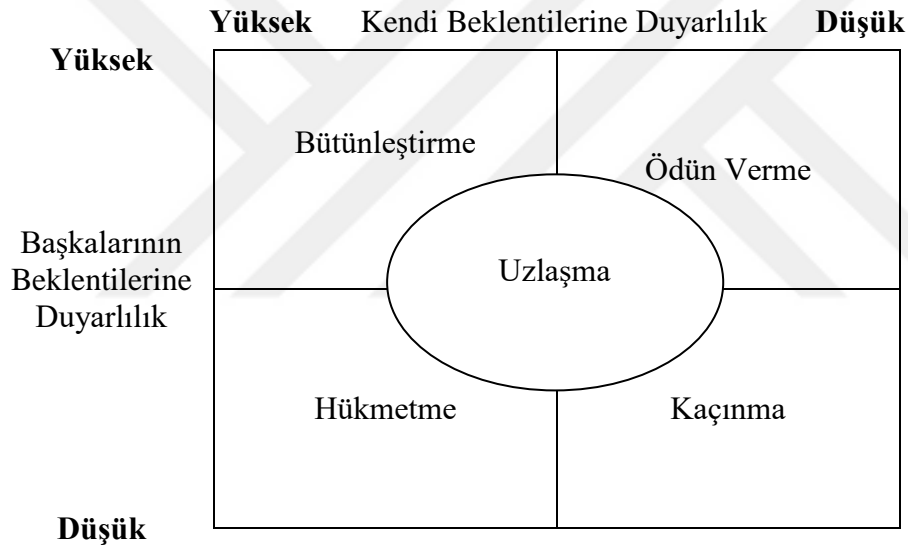 Yüksek Kendi Beklentilerine Duyarlılık Düşük
Yüksek
Bütünleştirme
Ödün Verme
Başkalarının
Beklentilerine
Duyarlılık
Uzlaşma
Hükmetme Kaçınma
Düşük